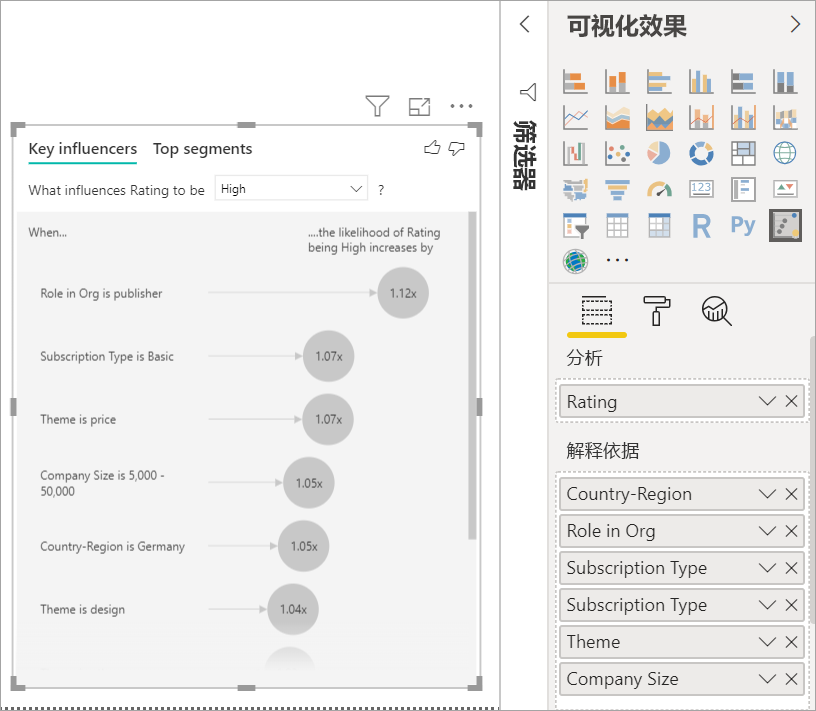 Key influencers Top segments
What influences Rating to be High ?
When...
....the likelihood of Rating
being High increases by
Role in Org is publisher
1.12x
Subscription Type is Basic
1.07x
Theme is price
1.07x
Company Size is 5,000 -
50,000
1.05x
Country-Region is Germany
1.05x
Theme is design
1.04x
筛选器
可视化效果
123
R
Py
分析
Rating
解释依据
Country-Region
Role in Org
Subscription Type
Subscription Type
Theme
Company Size